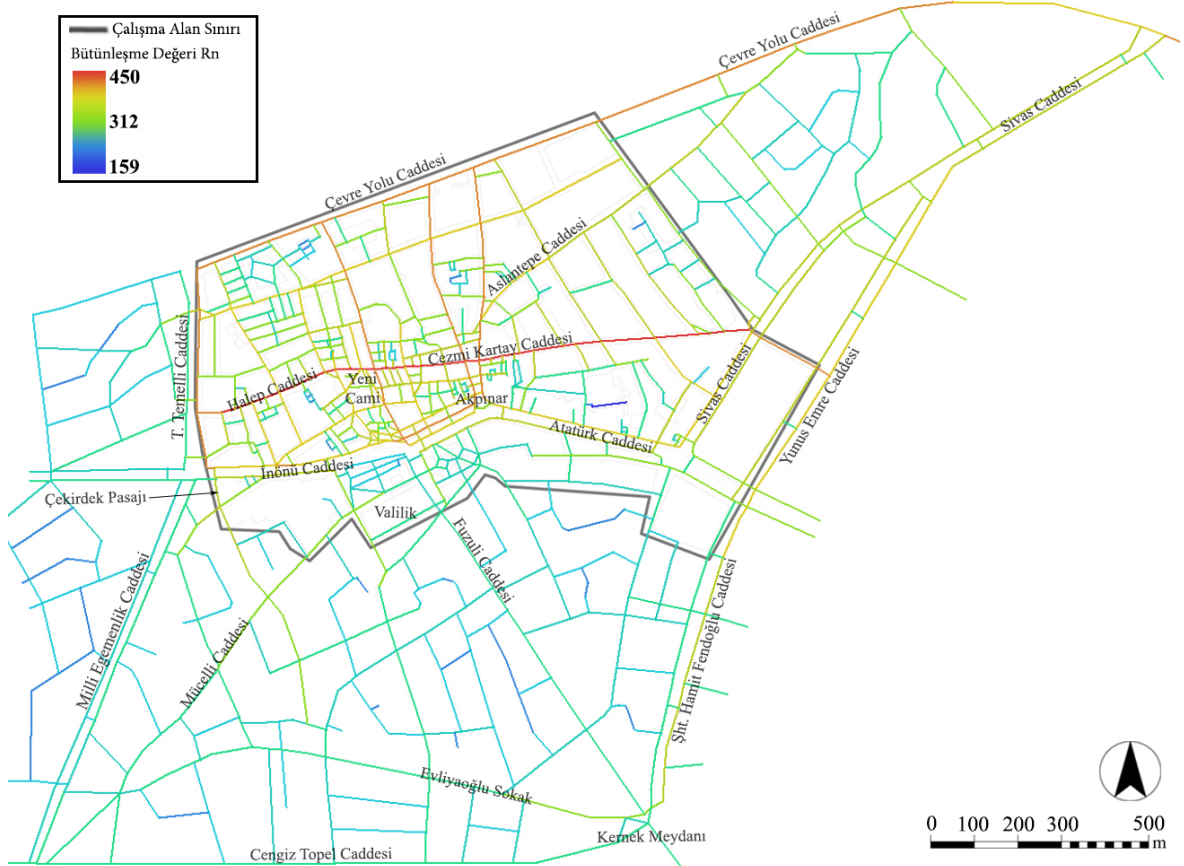 Çalışma Alan Sınırı
Bütünleşme Değeri Rn
450
312
159
Çevre Yolu Caddesi
Sivas Caddesi
Çevre Yolu Caddesi
Aslantepe Caddesi
T. Temelli Caddesi
Cezmi Kartay Caddesi
Halep Caddesi
Yeni
Cami
Akpınar
Sivas Caddesi
Yunus Emre Caddesi
Atatürk Caddesi
İnönü Caddesi
Çekirdek Pasajı
Valilik
Fuzuli Caddesi
Milli Egemenlik Caddesi
Mücelli Caddesi
Şht. Hamit Fendoğlu Caddesi
Evliyaoğlu Sokak
Kernek Meydanı
Cengiz Topel Caddesi
0 100 200 300 500
m